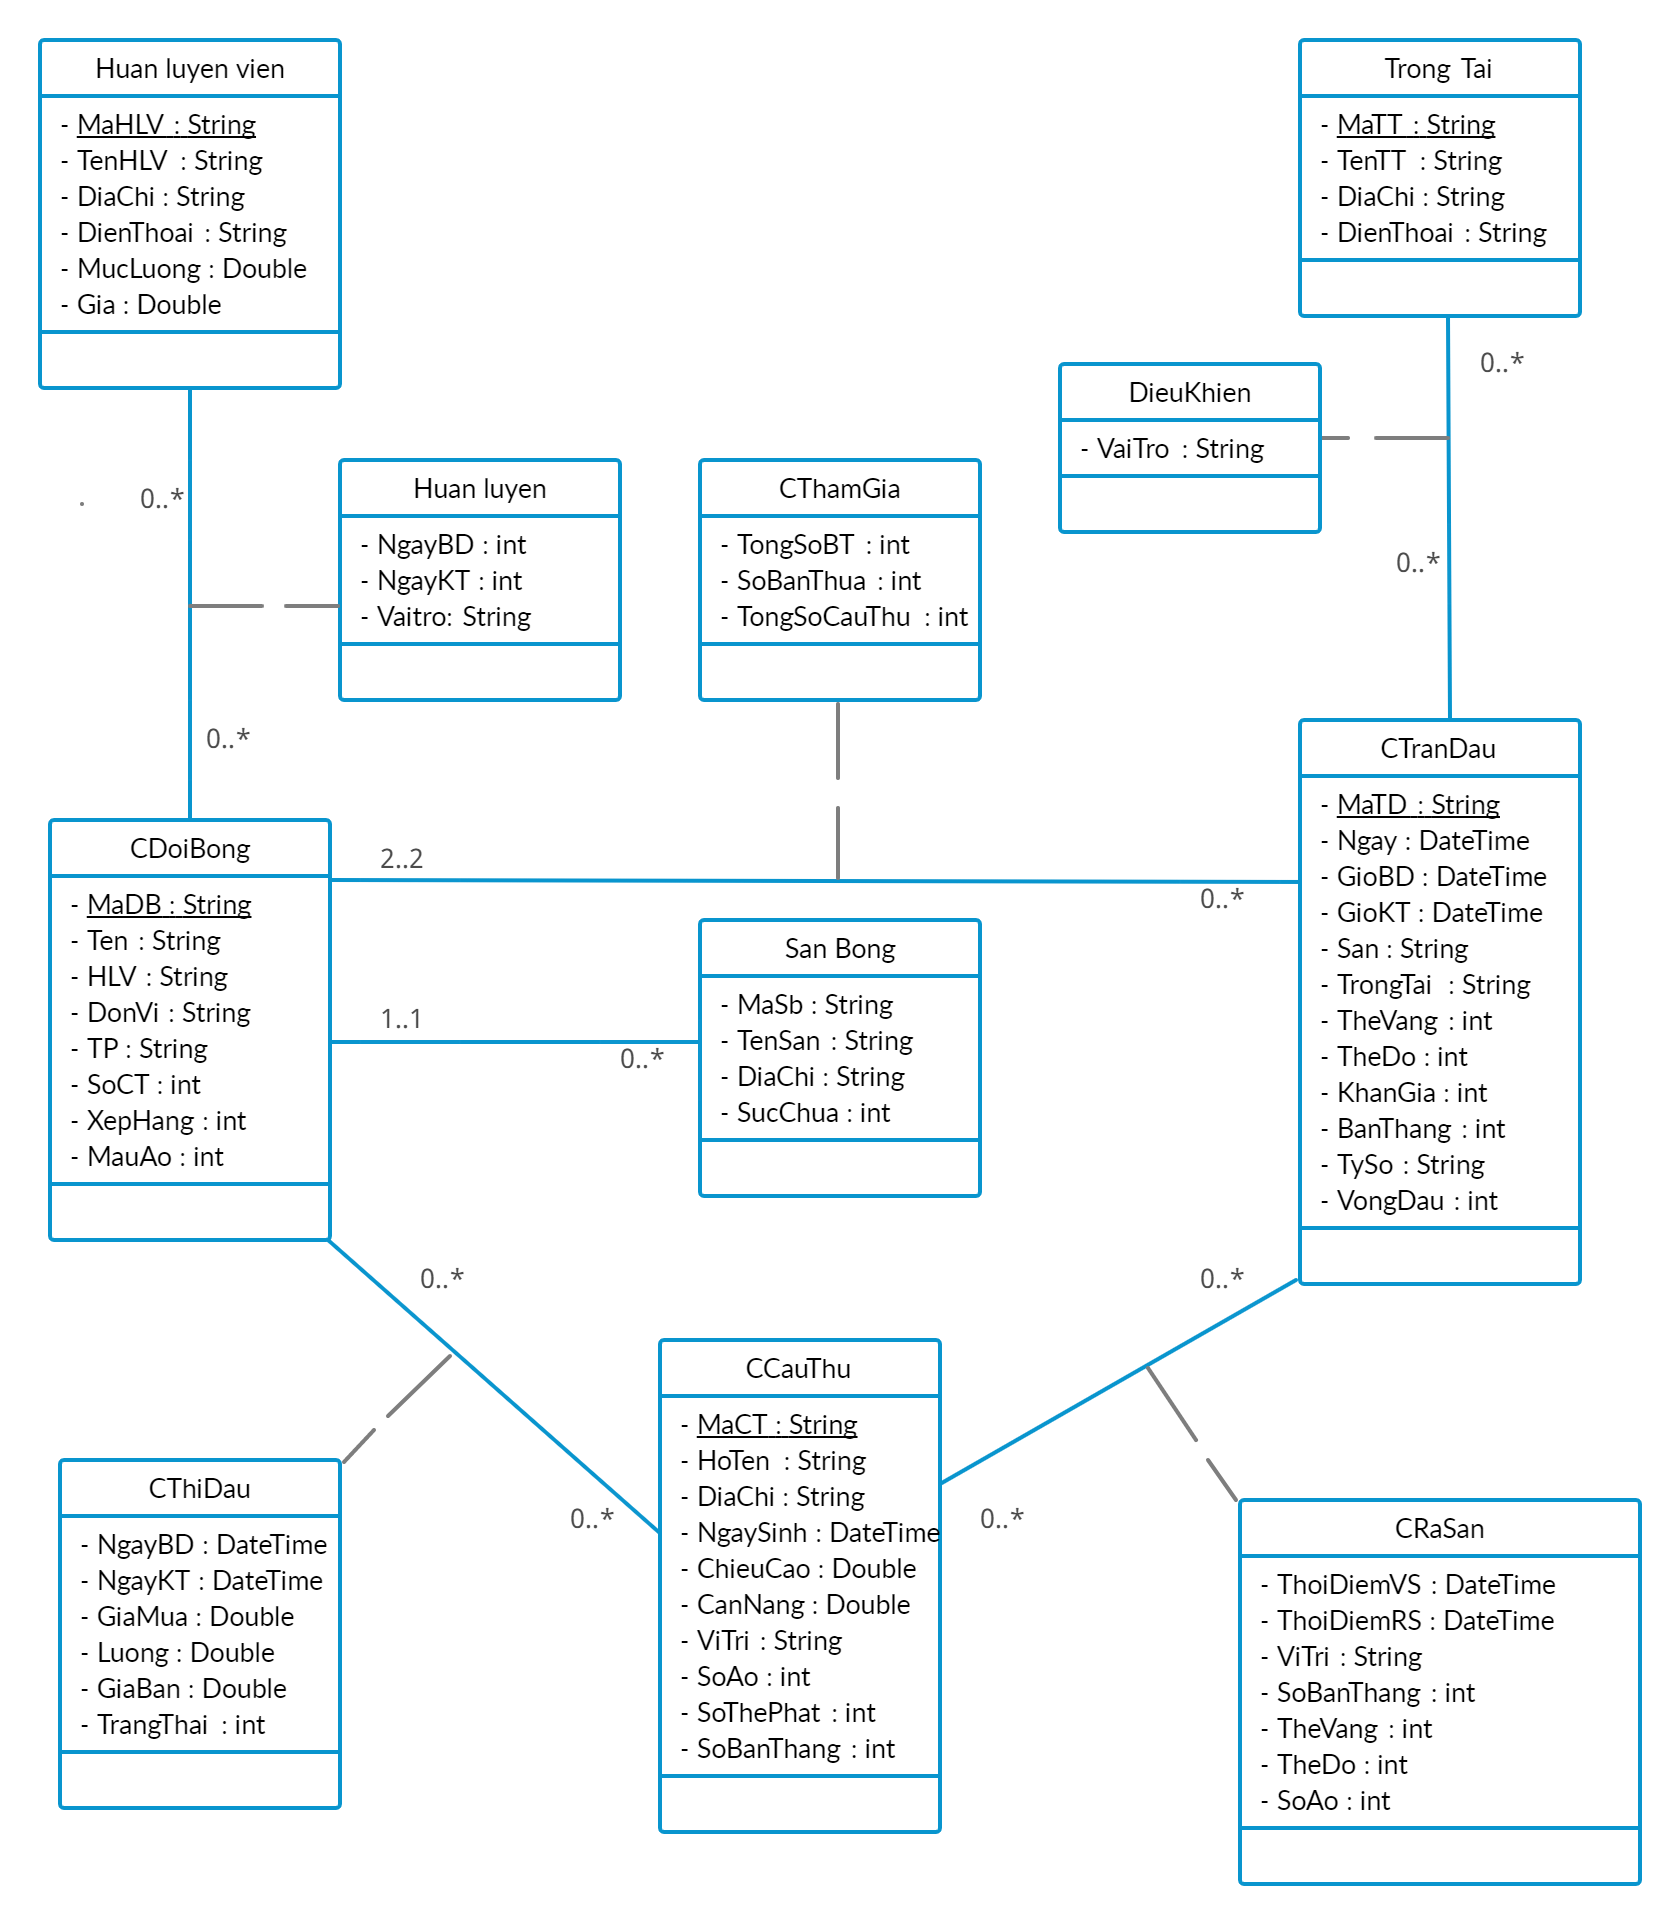 Huan luyen vien
- MaHLV : String
- TenHLV : String
- DiaChi : String
- DienThoai : String
- MucLuong : Double
- Gia : Double
Trong Tai
- MaTT : String
- TenTT : String
- DiaChi : String
- DienThoai : String
0..*
DieuKhien
- VaiTro : String
0..*
0..*
Huan luyen
- NgayBD : int
- NgayKT : int
- Vaitro: String
0..*
CThamGia
- TongSoBT : int
- SoBanThua : int
- TongSoCauThu : int
CDoiBong
- MaDB : String
- Ten : String
- HLV : String
- DonVi : String
- TP : String
- SoCT : int
- XepHang : int
- MauAo : int
2..2
0..*
1..1
0..*
San Bong
- MaSb : String
- TenSan : String
- DiaChi : String
- SucChua : int
CTranDau
- MaTD : String
- Ngay : DateTime
- GioBD : DateTime
- GioKT : DateTime
- San : String
- TrongTai : String
- TheVang : int
- TheDo : int
- KhanGia : int
- BanThang : int
- TySo : String
- VongDau : int
0..*
0..*
0..*
0..*
CThiDau
- NgayBD : DateTime
- NgayKT : DateTime
- GiaMua : Double
- Luong : Double
- GiaBan : Double
- TrangThai : int
CCauThu
- MaCT : String
- HoTen : String
- DiaChi : String
- NgaySinh : DateTime
- ChieuCao : Double
- CanNang : Double
- ViTri : String
- SoAo : int
- SoThePhat : int
- SoBanThang : int
CRaSan
- ThoiDiemVS : DateTime
- ThoiDiemRS : DateTime
- ViTri : String
- SoBanThang : int
- TheVang : int
- TheDo : int
- SoAo : int